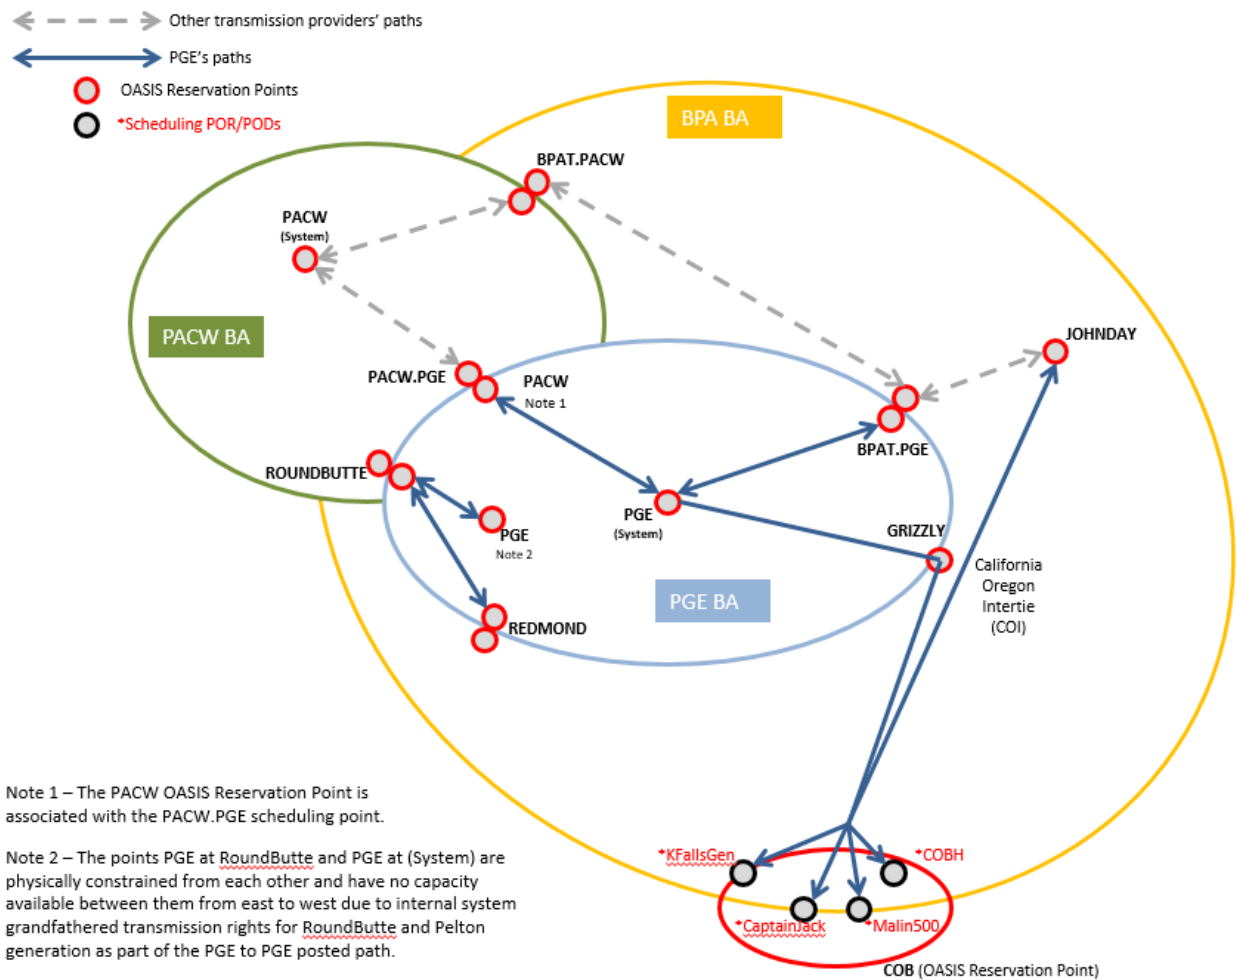 Other transmission providers' paths
PGE's paths
OASIS Reservation Points
*Scheduling POR/PODs
BPA BA
BPAT.PACW
PACW
(System)
PACW BA
JOHNDAY
PACW.PGE
PACW
Note 1
BPAT.PGE
ROUNDBUTTE
PGE
(System)
PGE
Note 2
GRIZZLY
California
Oregon
Intertie
(COI)
PGE BA
REDMOND
Note 1 – The PACW OASIS Reservation Point is
associated with the PACW.PGE scheduling point.
Note 2 – The points PGE at RoundButte and PGE at (System) are
physically constrained from each other and have no capacity
available between them from east to west due to internal system
grandfathered transmission rights for RoundButte and Pelton
generation as part of the PGE to PGE posted path.
*KFallsGen
*COBH
*CaptainJack
*Malin500
COB (OASIS Reservation Point)